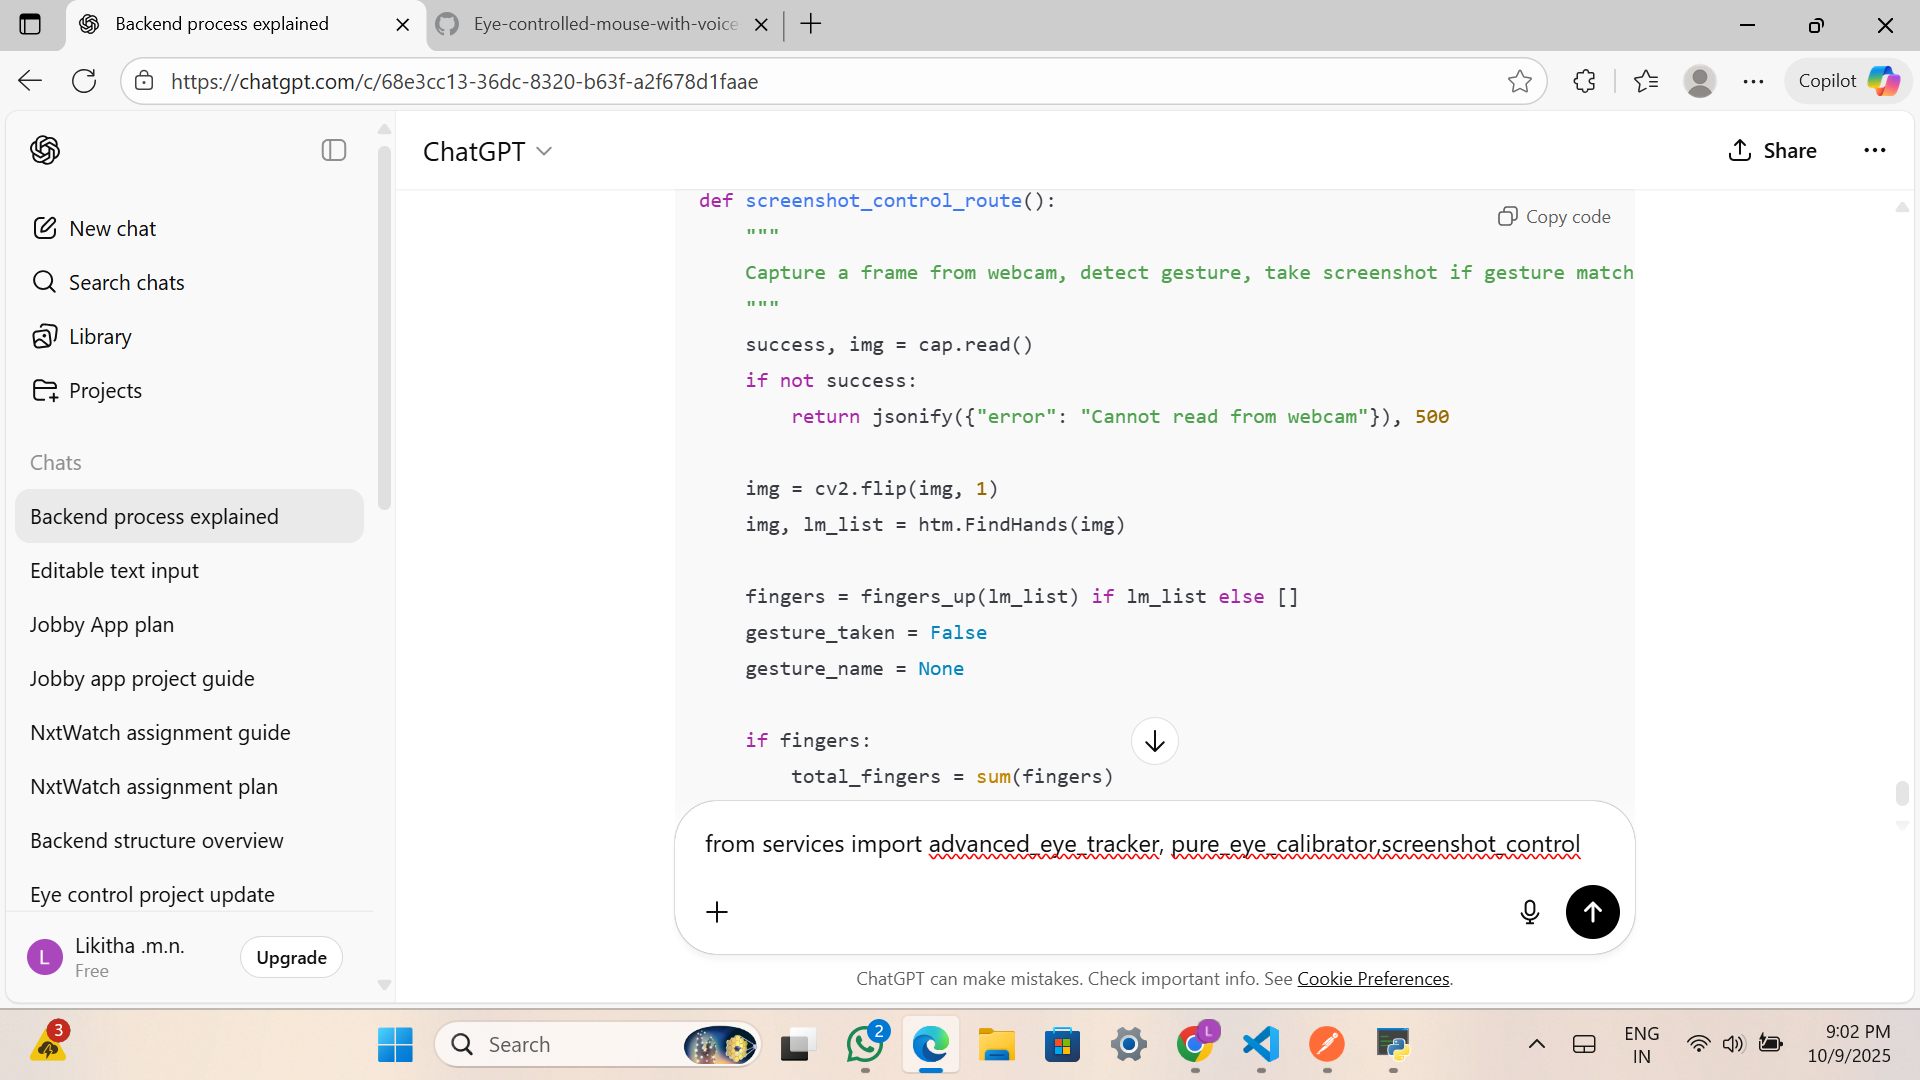 Backend process explained
Eye-controlled-mouse-with-voice
https://chatgpt.com/c/68e3cc13-36dc-8320-b63f-a2f678d1faae
Copilot
ChatGPT
Share
New chat
Search chats
Library
Projects
Chats
Backend process explained
Editable text input
Jobby App plan
Jobby app project guide
NxtWatch assignment guide
NxtWatch assignment plan
Backend structure overview
Eye control project update
L
Likitha .m.n.
Free
Upgrade
def screenshot_control_route():
Copy code
"""
Capture a frame from webcam, detect gesture, take screenshot if gesture match
"""
success, img = cap.read()
if not success:
return jsonify({"error": "Cannot read from webcam"}), 500
img = cv2.flip(img, 1)
img, lm_list = htm.FindHands(img)
fingers = fingers_up(lm_list) if lm_list else []
gesture_taken = False
gesture_name = None
if fingers:
total_fingers = sum(fingers)
from services import advanced_eye_tracker, pure_eye_calibrator,screenshot_control
ChatGPT can make mistakes. Check important info. See Cookie Preferences.
3
Search
2
L
ENG
IN
9:02 PM
10/9/2025